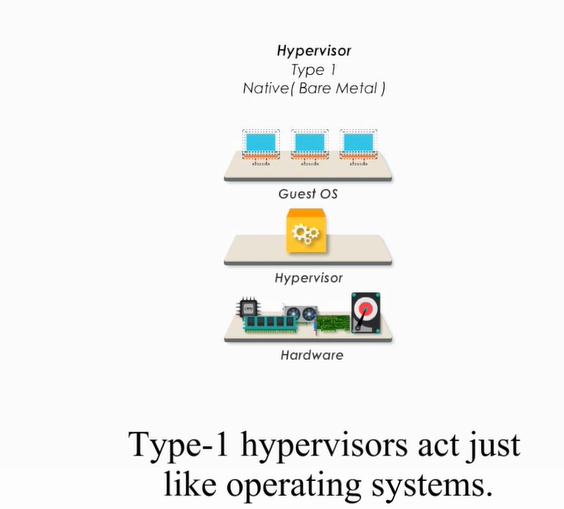 Hypervisor
Type 1
Native( Bare Metal )
Guest OS
Hypervisor
Hardware
Type-1 hypervisors act just
like operating systems.